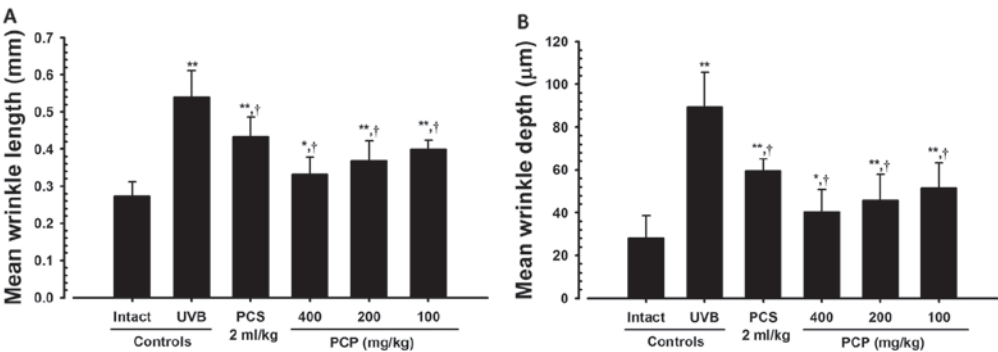 A
Mean wrinkle length (mm)
0.7
0.6
0.5
0.4
0.3
0.2
0.1
0.0
**
**,†
*,†
**,†
**,†
Intact UVB PCS 400 200 100
2 ml/kg
Controls PCP (mg/kg)
B
Mean wrinkle depth (μm)
120
100
80
60
40
20
0
**
**,†
*,†
**,†
**,†
Intact UVB PCS 400 200 100
2 ml/kg
Controls PCP (mg/kg)